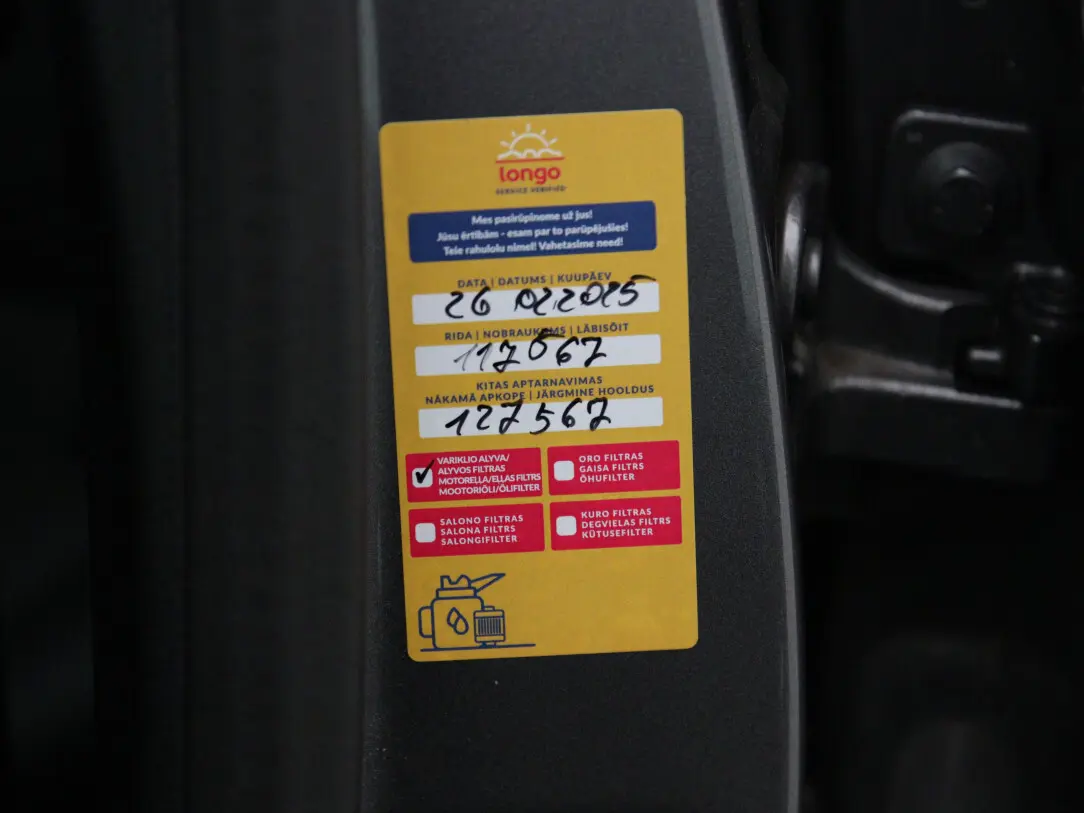 longo
SERVICE VERIFIED
Mes pasirūpinome už jus!
Jūsu ērtībām - esam par to parūpējušies!
Teie rahulolu nimel! Vahetasime need!
DATA | DATUMS | KUUPÄEV
26 02 2025
RIDA | NOBRAUKUMS | LÄBISÕIT
117567
KITAS APTARNAVIMAS
NĀKAMĀ APKOPE | JÄRGMINE HOOLDUS
127567
VARIKLIO ALYVA/
ALYVOS FILTRAS
MOTORELLA/ELLAS FILTRS
MOOTORIÕLI/ÕLIFILTER
ORO FILTRAS
GAISA FILTRS
ÕHUFILTER
SALONO FILTRAS
SALONA FILTRS
SALONGIFILTER
KURO FILTRAS
DEGVIELAS FILTRS
KÜTUSEFILTER